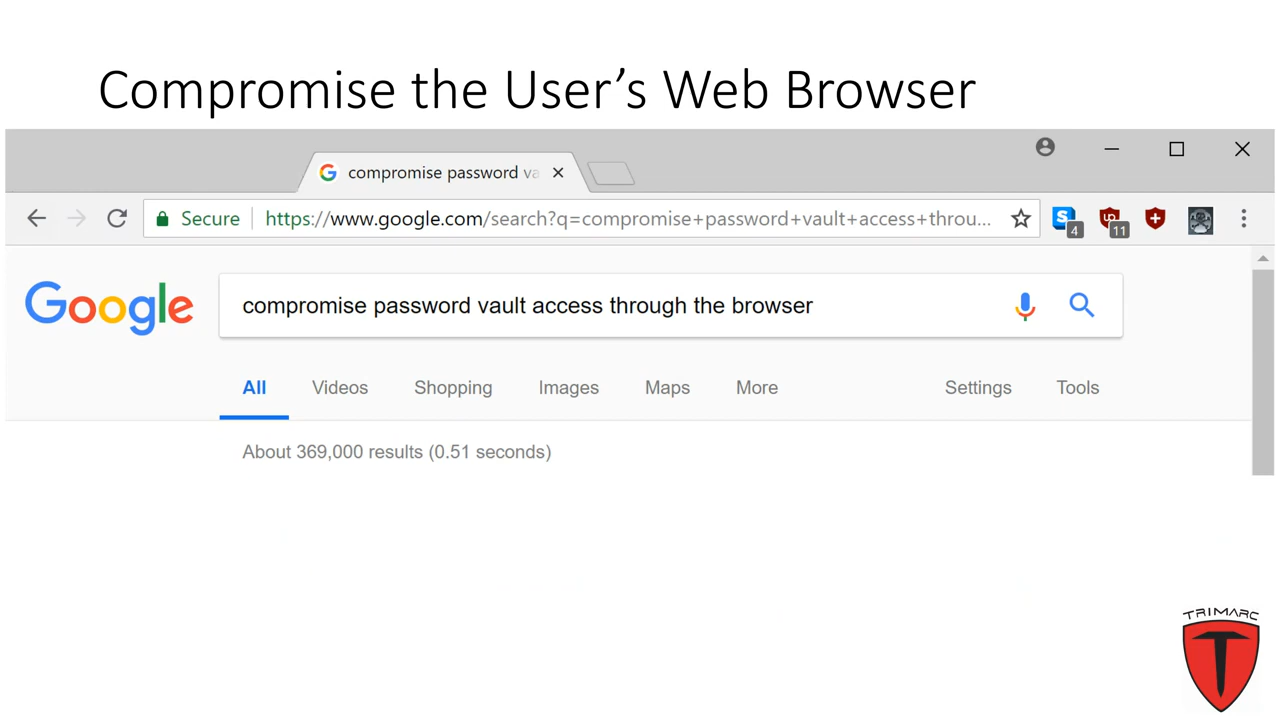 Compromise the User's Web Browser
compromise password va
Secure https://www.google.com/search?q=compromise+password+vault+access+throu...
4
11
Google compromise password vault access through the browser
All Videos Shopping Images Maps More Settings Tools
About 369,000 results (0.51 seconds)
TRIMARC